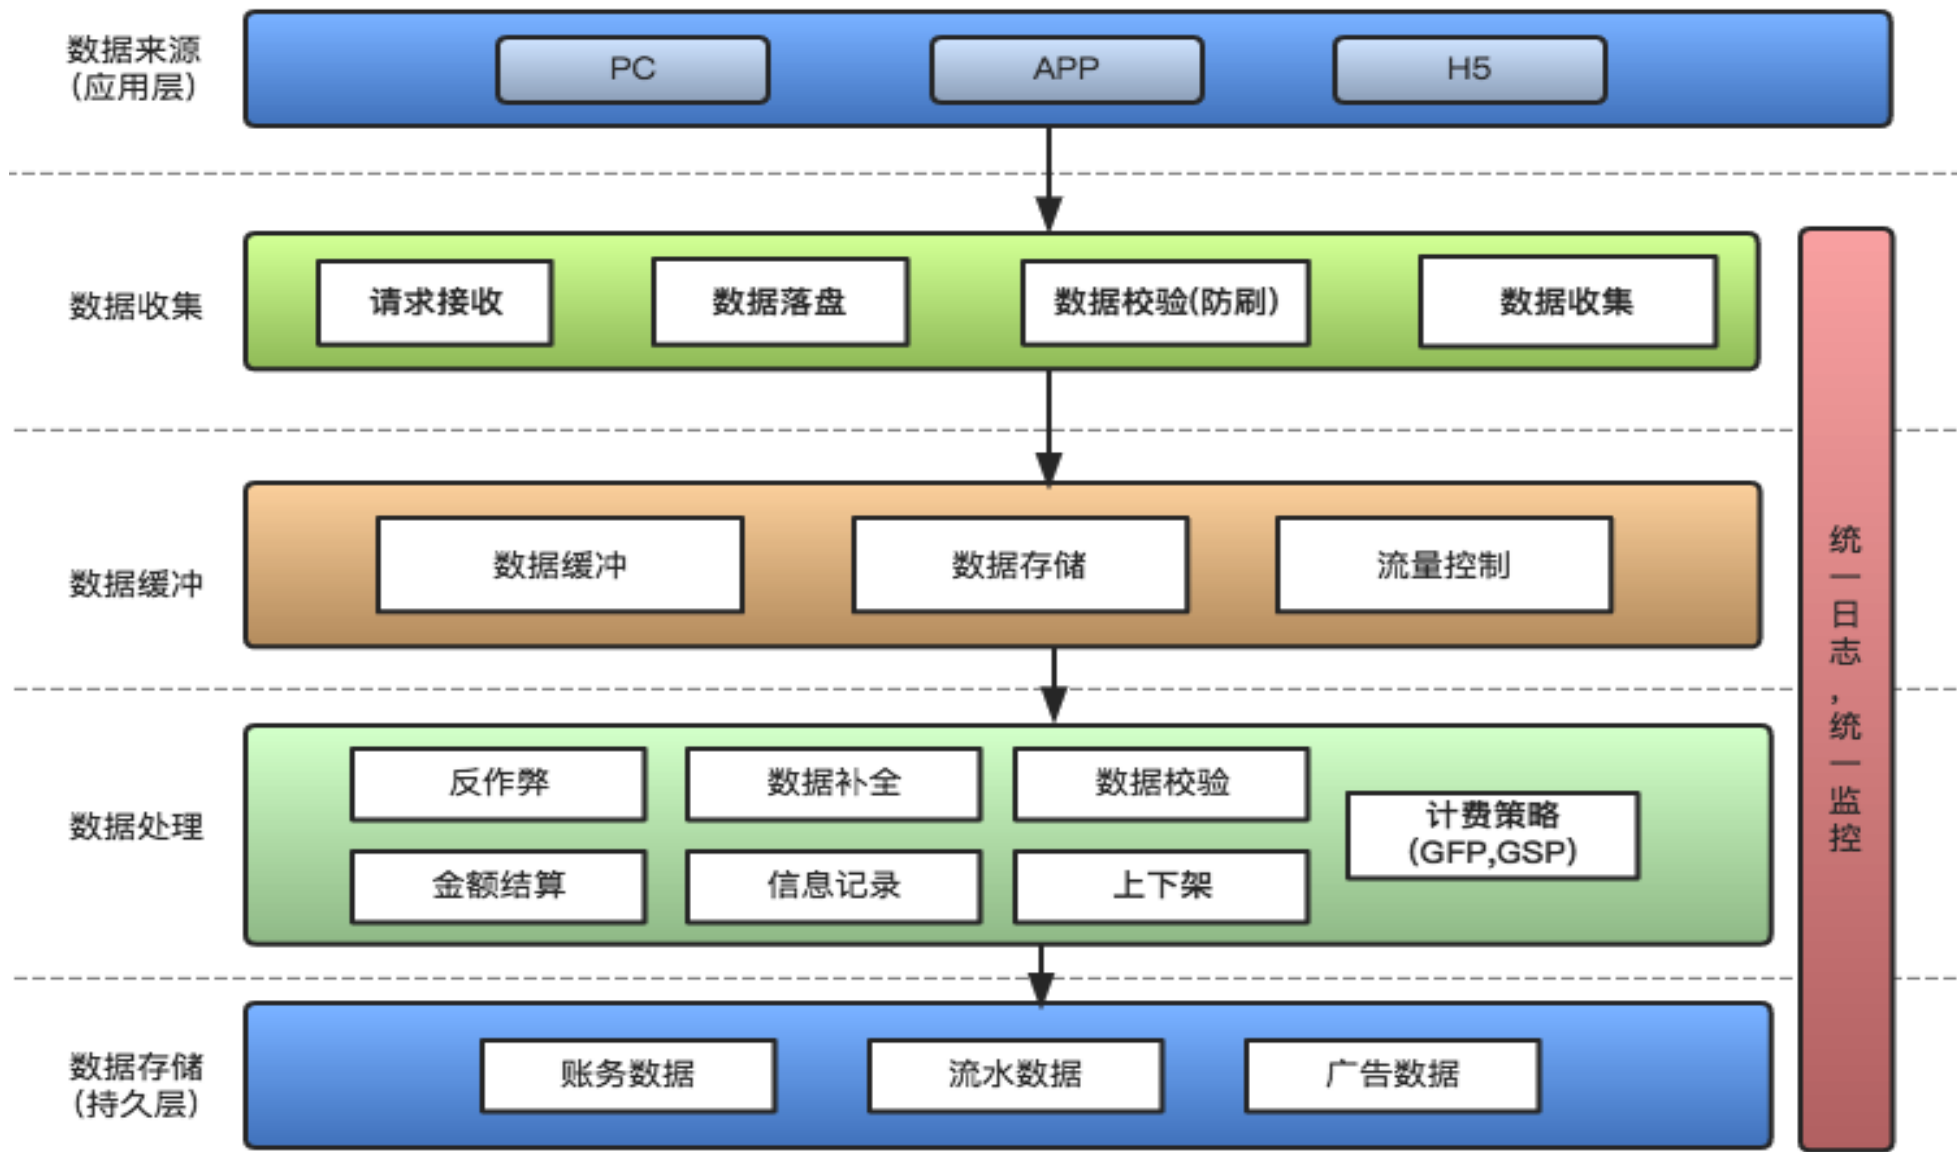 数据来源
（应用层）
PC
APP
H5
数据收集
请求接收
数据落盘
数据校验(防刷）
数据收集
数据缓冲
数据缓冲
数据存储
流量控制
数据处理
反作弊
数据补全
数据校验
计费策略
（GFP,GSP）
金额结算
信息记录
上下架
数据存储
（持久层）
账务数据
流水数据
广告数据
统一日志，统一监控